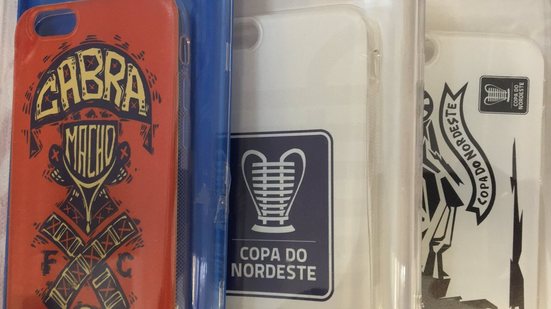 CABRA
MACHO
F C
COPA DO
NORDESTE
COPA DO NORDESTE
COPA DO
NORDESTE